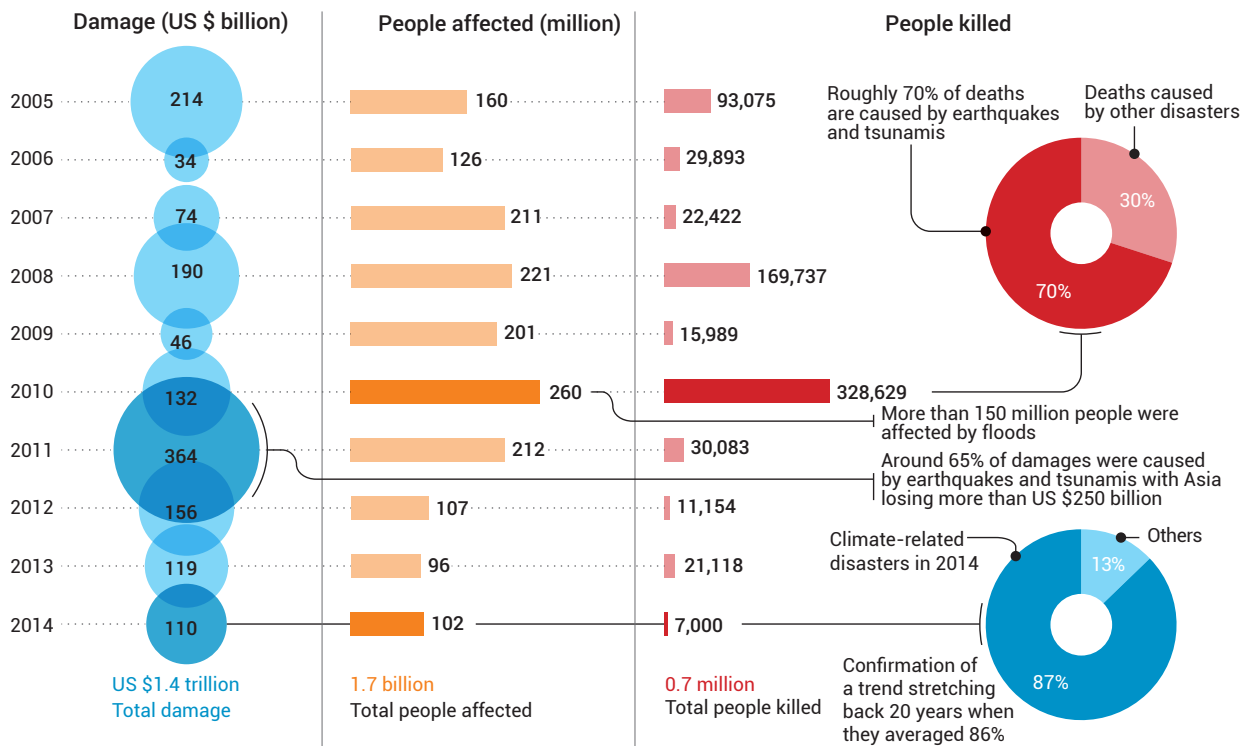 Damage (US $ billion)
People affected (million)
People killed
2005
214
160
93,075
2006
34
126
29,893
2007
74
211
22,422
2008
190
221
169,737
2009
46
201
15,989
2010
132
260
328,629
2011
364
212
30,083
2012
156
107
11,154
2013
119
96
21,118
2014
110
102
7,000
US $1.4 trillion
Total damage
1.7 billion
Total people affected
0.7 million
Total people killed
Roughly 70% of deaths
are caused by earthquakes
and tsunamis
Deaths caused
by other disasters
30%
70%
More than 150 million people were
affected by floods
Around 65% of damages were caused
by earthquakes and tsunamis with Asia
losing more than US $250 billion
Climate-related
disasters in 2014
Others
13%
87%
Confirmation of
a trend stretching
back 20 years when
they averaged 86%